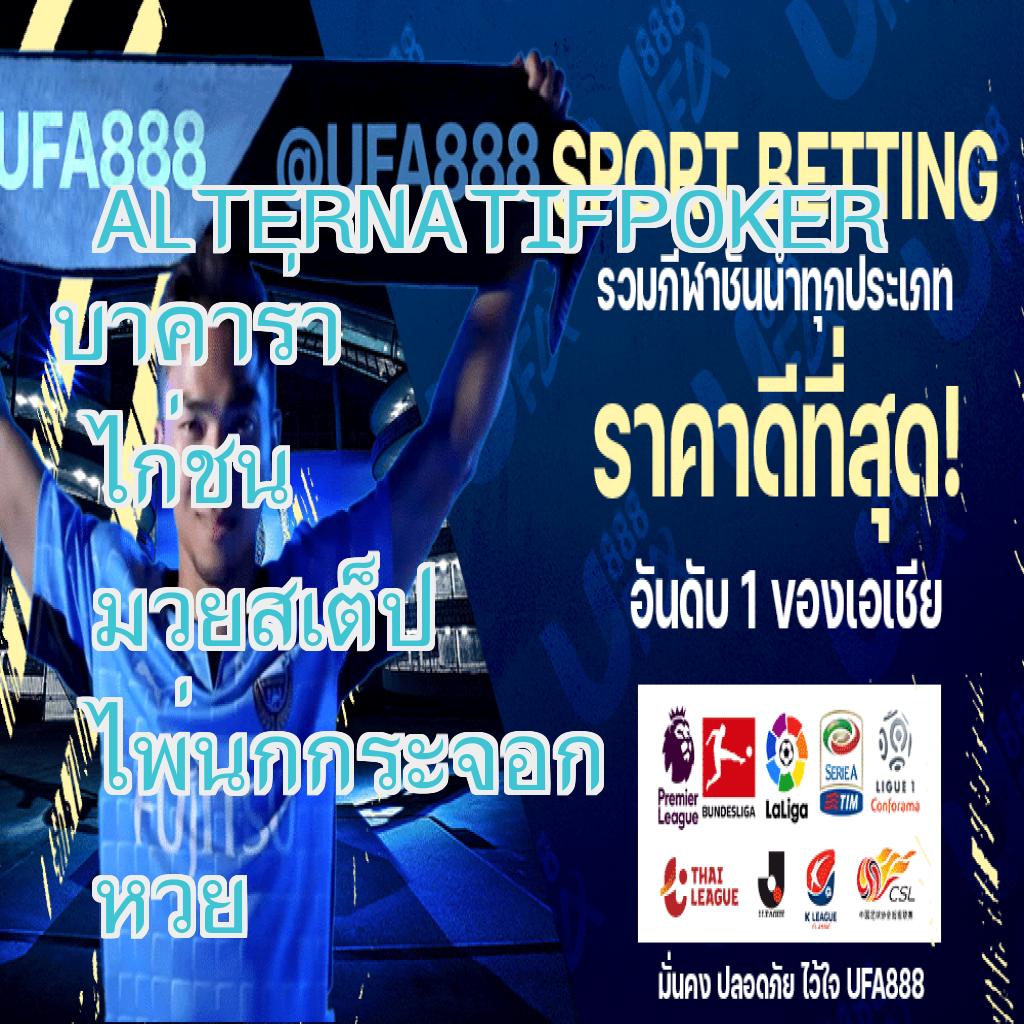 UFA888
@UFA888
SPORT BETTING
ALTERNATIFPOKER
รวมกีฬาชั้นนำทุกประเภท
บาคาร่า
ไก่ชน
มวยสเต็ป
ไพ่นกกระจอก
หวย
ราคาดีที่สุด!
อันดับ 1 ของเอเชีย
Premier League
BUNDESLIGA
LaLiga
SERIE A
TIM
LIGUE 1
Conforama
THAI LEAGUE
J.LEAGUE
K LEAGUE
CSL
FUJITSU
มั่นคง ปลอดภัย ไว้ใจ UFA888